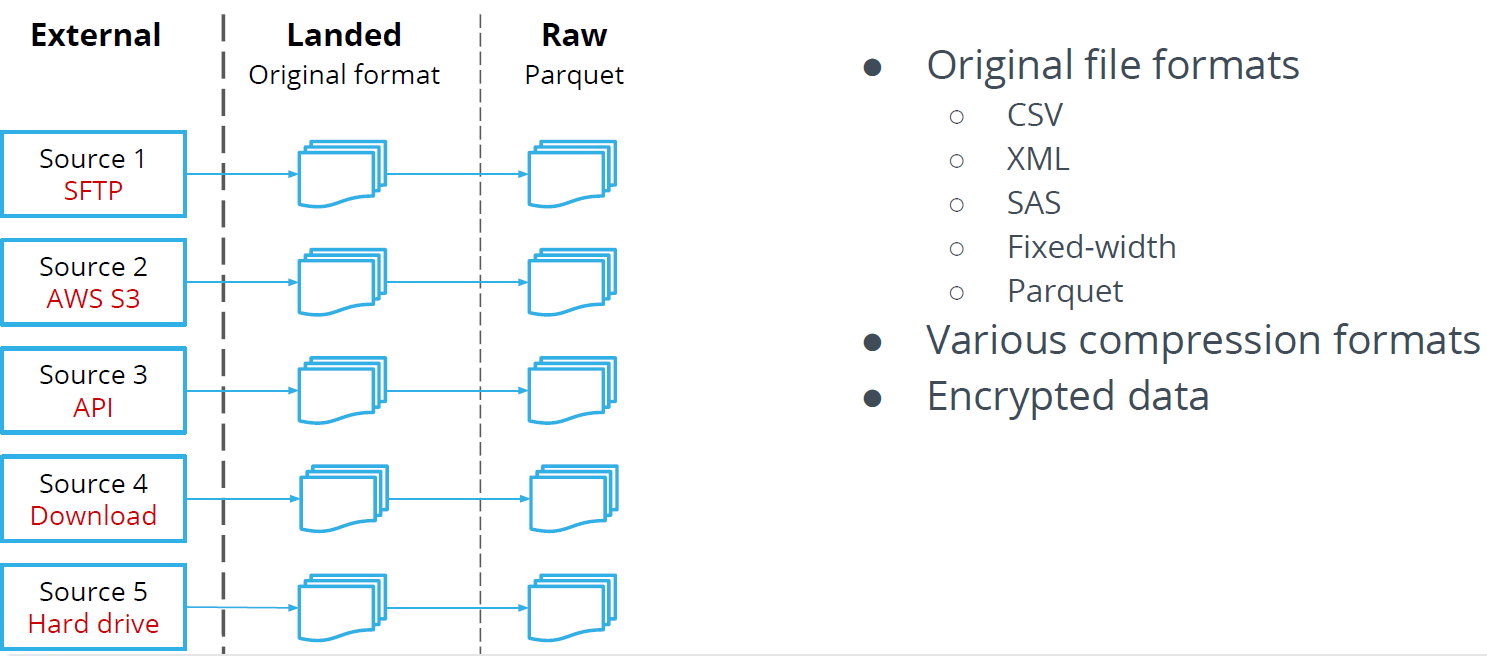 External
Landed
Original format
Raw
Parquet
Source 1
SFTP
Source 2
AWS S3
Source 3
API
Source 4
Download
Source 5
Hard drive
● Original file formats
○ CSV
○ XML
○ SAS
○ Fixed-width
○ Parquet
● Various compression formats
● Encrypted data